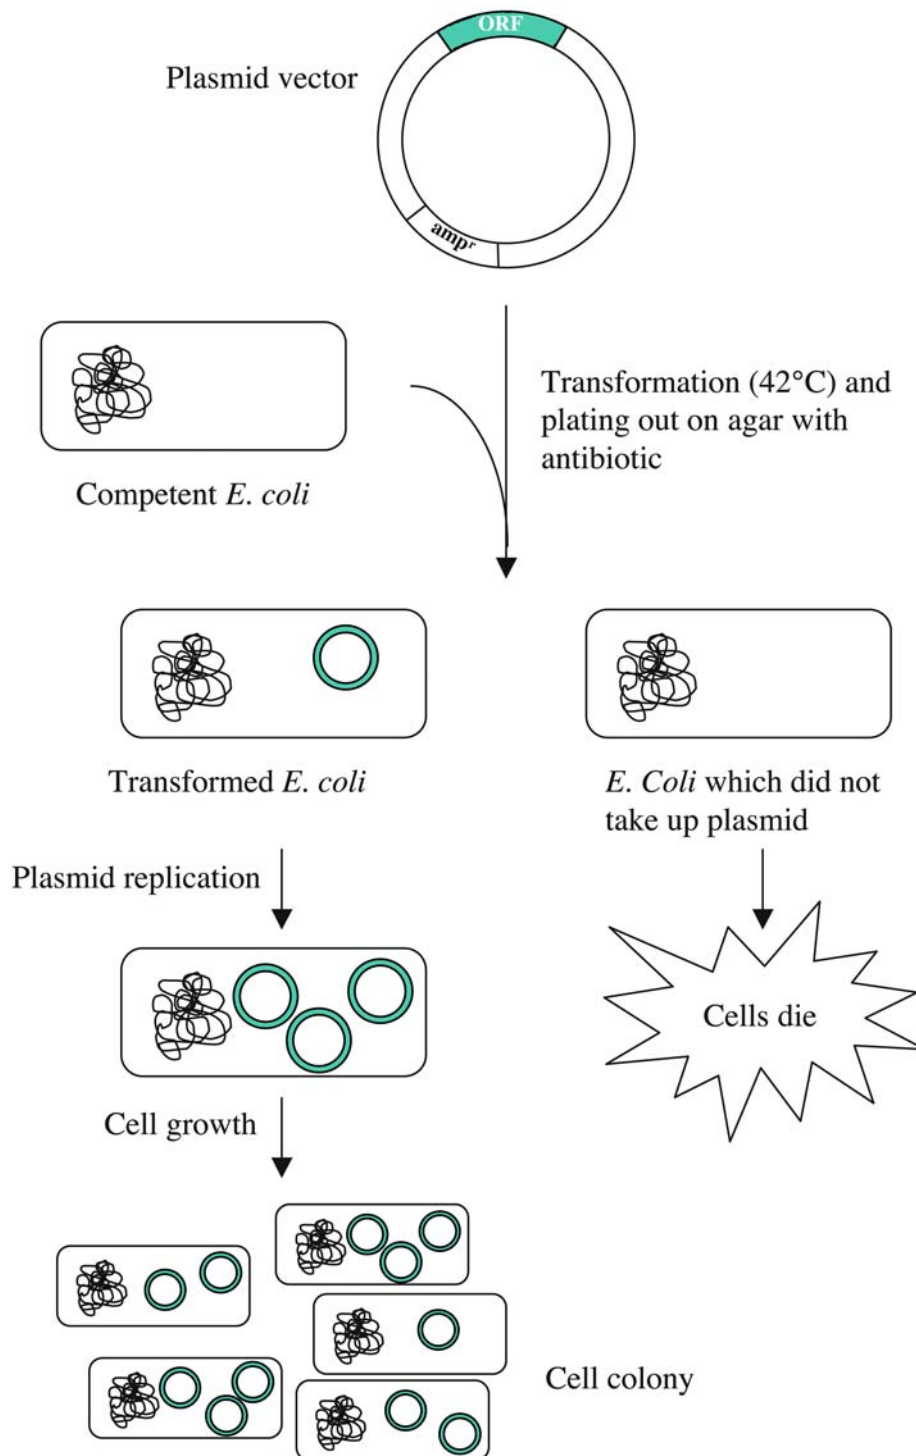 ORF
Plasmid vector
ampʳ
Transformation (42°C) and
plating out on agar with
antibiotic
Competent E. coli
Transformed E. coli
E. Coli which did not
take up plasmid
Plasmid replication
Cells die
Cell growth
Cell colony